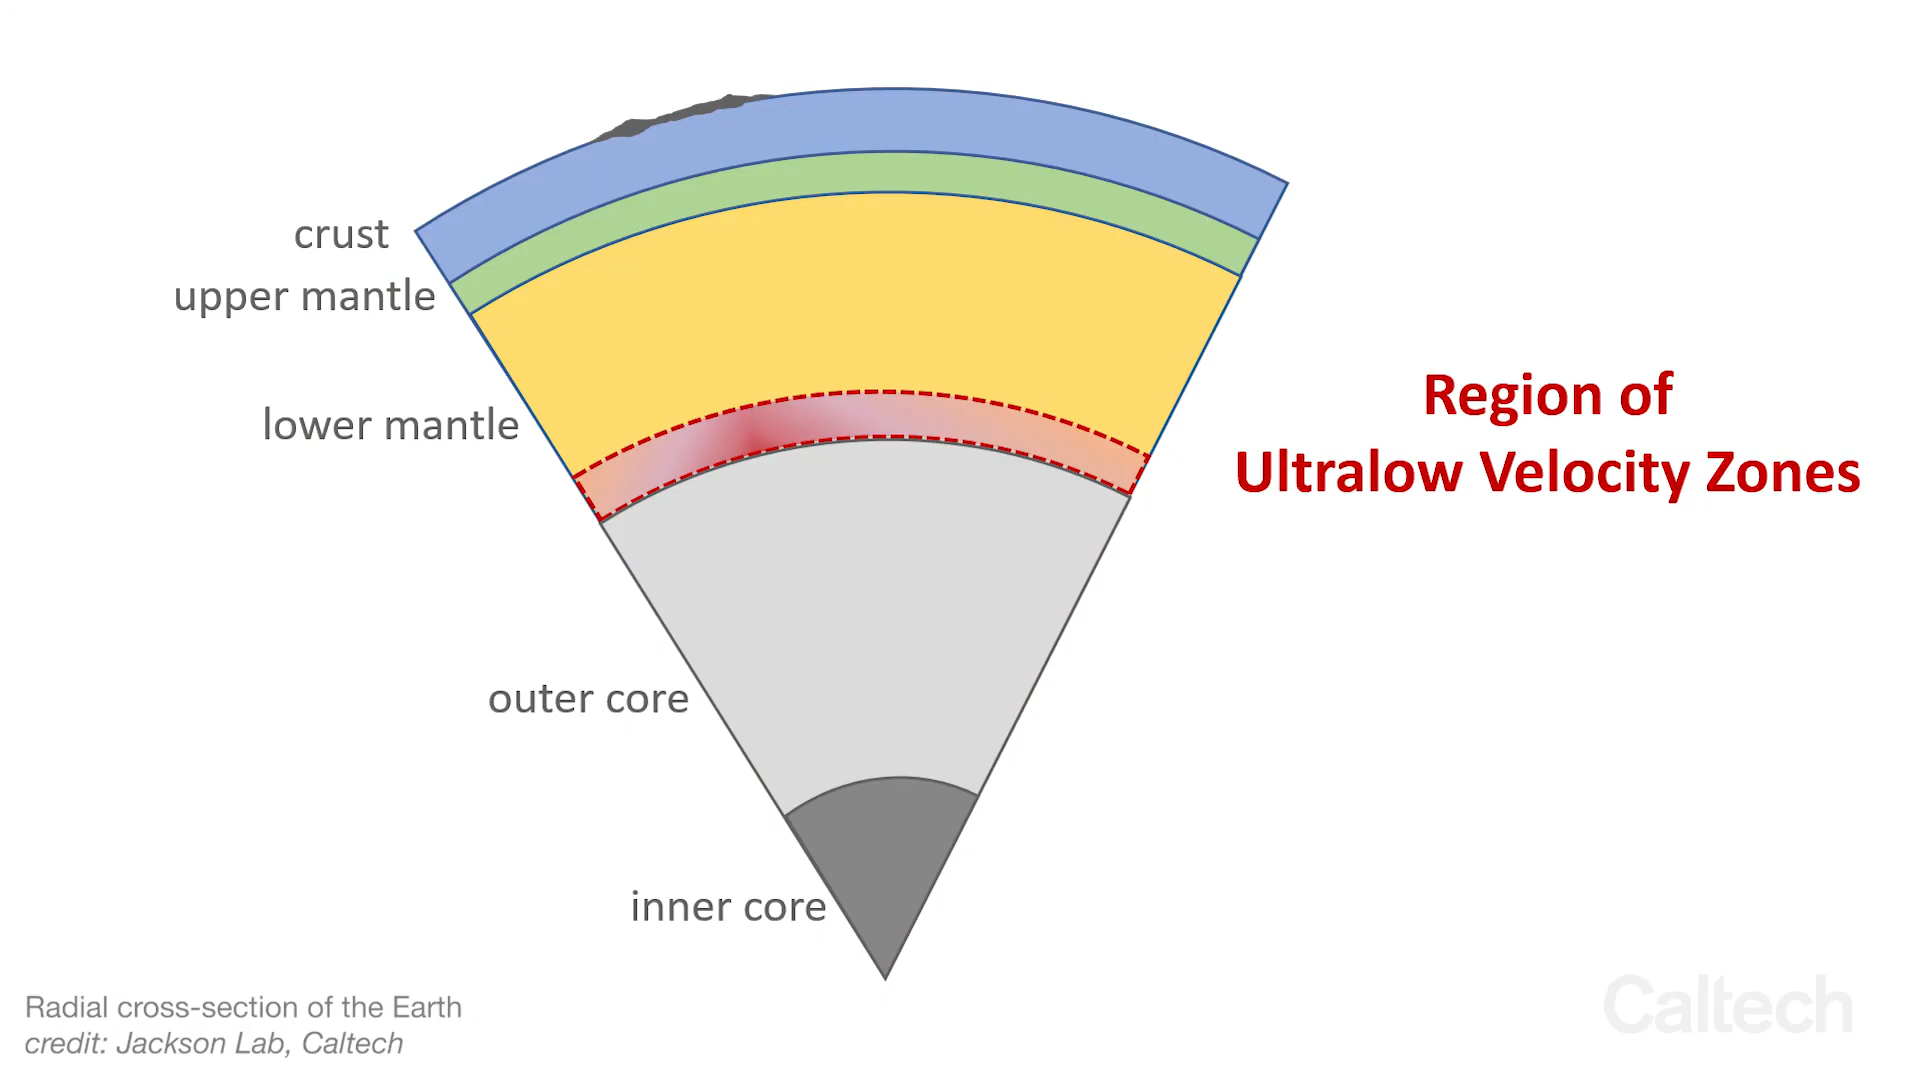 crust
upper mantle
lower mantle
Region of
Ultralow Velocity Zones
outer core
inner core
Radial cross-section of the Earth
credit: Jackson Lab, Caltech
Caltech